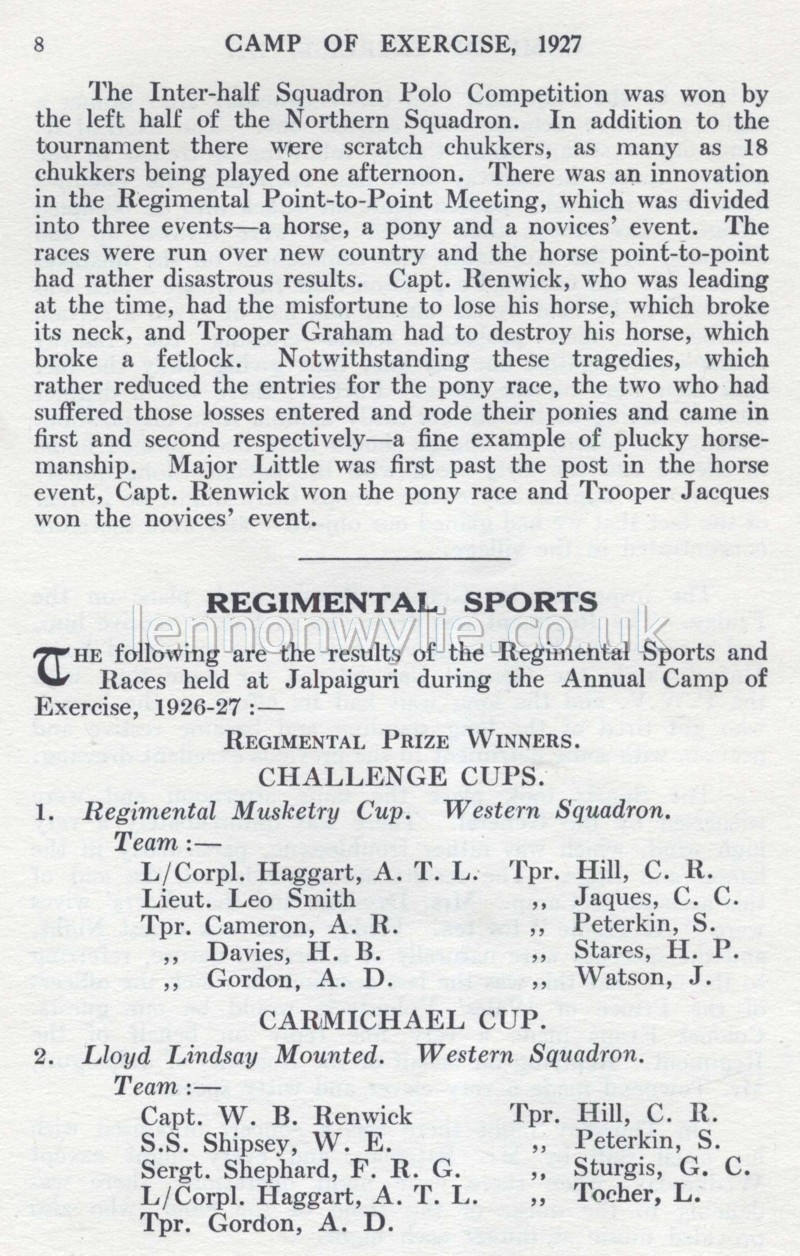 8 CAMP OF EXERCISE, 1927
The Inter-half Squadron Polo Competition was won by
the left half of the Northern Squadron. In addition to the
tournament there were scratch chukkers, as many as 18
chukkers being played one afternoon. There was an innovation
in the Regimental Point-to-Point Meeting, which was divided
into three events—a horse, a pony and a novices' event. The
races were run over new country and the horse point-to-point
had rather disastrous results. Capt. Renwick, who was leading
at the time, had the misfortune to lose his horse, which broke
its neck, and Trooper Graham had to destroy his horse, which
broke a fetlock. Notwithstanding these tragedies, which
rather reduced the entries for the pony race, the two who had
suffered those losses entered and rode their ponies and came in
first and second respectively—a fine example of plucky horse-
manship. Major Little was first past the post in the horse
event, Capt. Renwick won the pony race and Trooper Jacques
won the novices' event.
REGIMENTAL SPORTS
lennonwylie.co.uk
THE following are the results of the Regimental Sports and
Races held at Jalpaiguri during the Annual Camp of
Exercise, 1926-27 :—
REGIMENTAL PRIZE WINNERS.
CHALLENGE CUPS.
1. Regimental Musketry Cup. Western Squadron.
Team :—
L/Corpl. Haggart, A. T. L. Tpr. Hill, C. R.
Lieut. Leo Smith ,, Jaques, C. C.
Tpr. Cameron, A. R. ,, Peterkin, S.
,, Davies, H. B. ,, Stares, H. P.
,, Gordon, A. D. ,, Watson, J.
CARMICHAEL CUP.
2. Lloyd Lindsay Mounted. Western Squadron.
Team :—
Capt. W. B. Renwick Tpr. Hill, C. R.
S.S. Shipsey, W. E. ,, Peterkin, S.
Sergt. Shephard, F. R. G. ,, Sturgis, G. C.
L/Corpl. Haggart, A. T. L. ,, Tocher, L.
Tpr. Gordon, A. D.